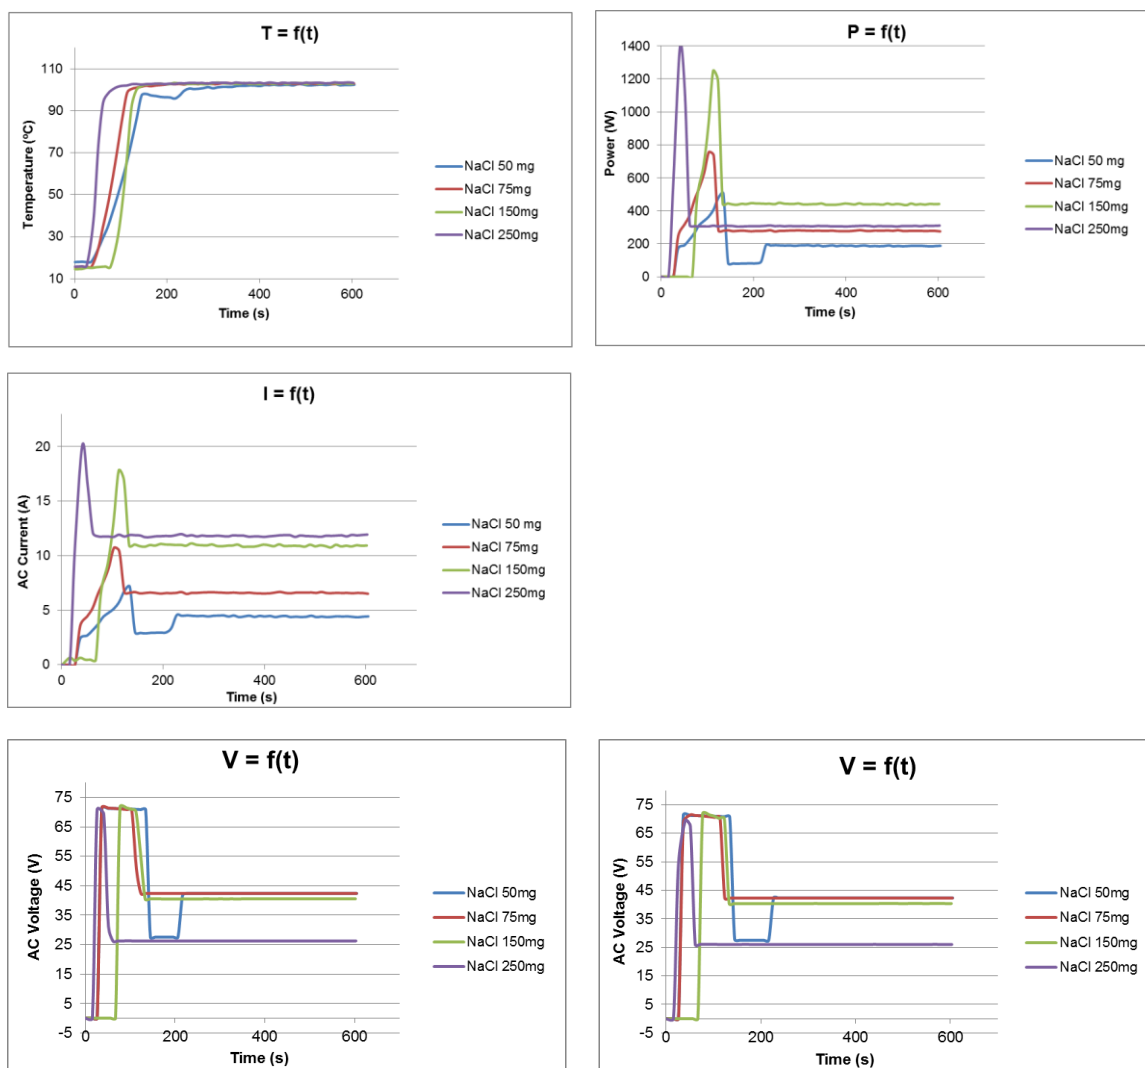 T = f(t)
110
90
70
50
30
10
0
200
400
600
Temperature (ºC)
Time (s)
NaCl 50 mg
NaCl 75mg
NaCl 150mg
NaCl 250mg
P = f(t)
1400
1200
1000
800
600
400
200
0
0
200
400
600
Power (W)
Time (s)
NaCl 50 mg
NaCl 75mg
NaCl 150mg
NaCl 250mg
I = f(t)
20
15
10
5
0
0
200
400
600
AC Current (A)
Time (s)
NaCl 50 mg
NaCl 75mg
NaCl 150mg
NaCl 250mg
V = f(t)
75
65
55
45
35
25
15
5
-5
0
200
400
600
AC Voltage (V)
Time (s)
NaCl 50mg
NaCl 75mg
NaCl 150mg
NaCl 250mg
V = f(t)
75
65
55
45
35
25
15
5
-5
0
200
400
600
AC Voltage (V)
Time (s)
NaCl 50mg
NaCl 75mg
NaCl 150mg
NaCl 250mg